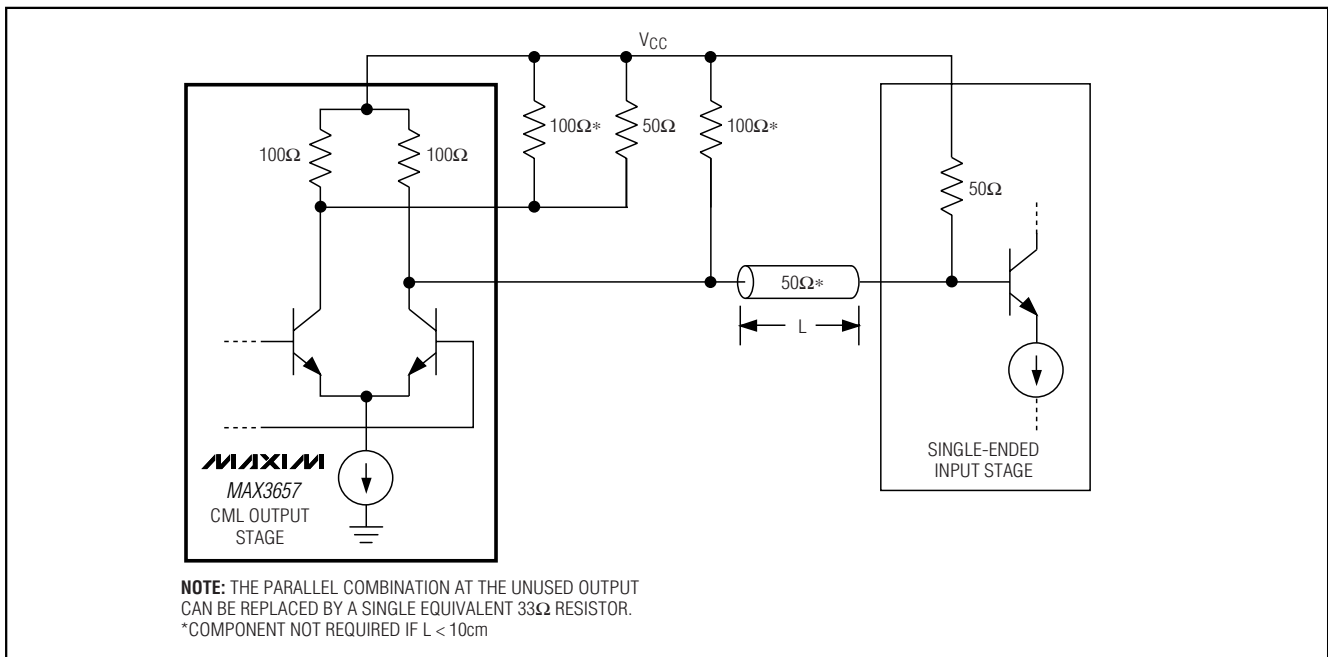 VCC
100Ω
100Ω
100Ω*
50Ω
100Ω*
50Ω
50Ω*
L
MAXIM
MAX3657
CML OUTPUT
STAGE
SINGLE-ENDED
INPUT STAGE
NOTE: THE PARALLEL COMBINATION AT THE UNUSED OUTPUT
CAN BE REPLACED BY A SINGLE EQUIVALENT 33Ω RESISTOR.
*COMPONENT NOT REQUIRED IF L < 10cm